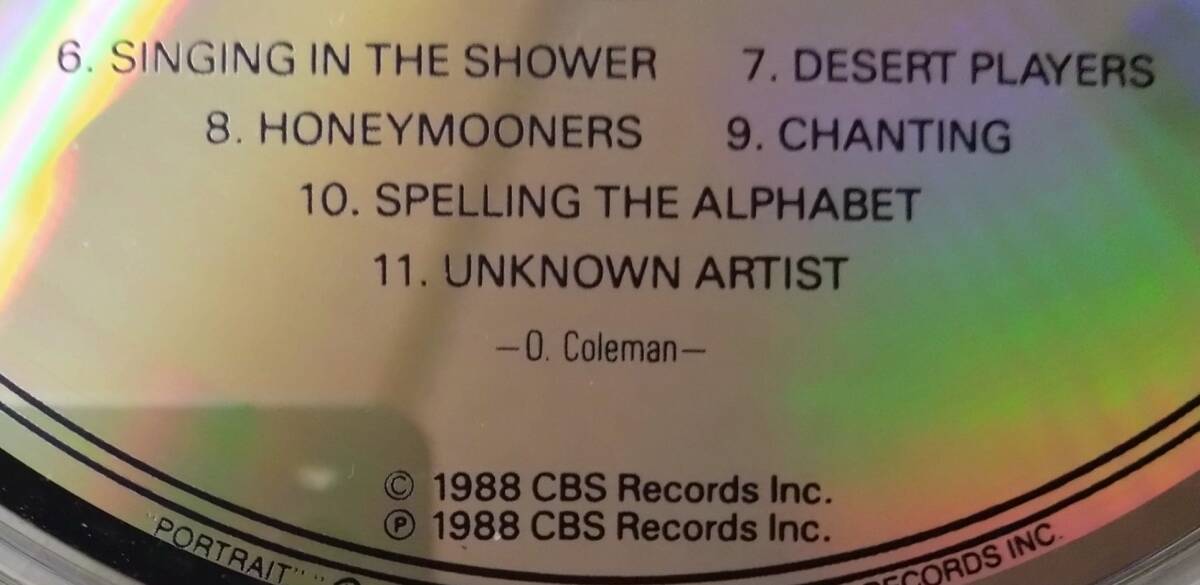 6. SINGING IN THE SHOWER 7. DESERT PLAYERS
8. HONEYMOONERS 9. CHANTING
10. SPELLING THE ALPHABET
11. UNKNOWN ARTIST
—O. Coleman—
© 1988 CBS Records Inc.
℗ 1988 CBS Records Inc.
"PORTRAIT" RECORDS INC.